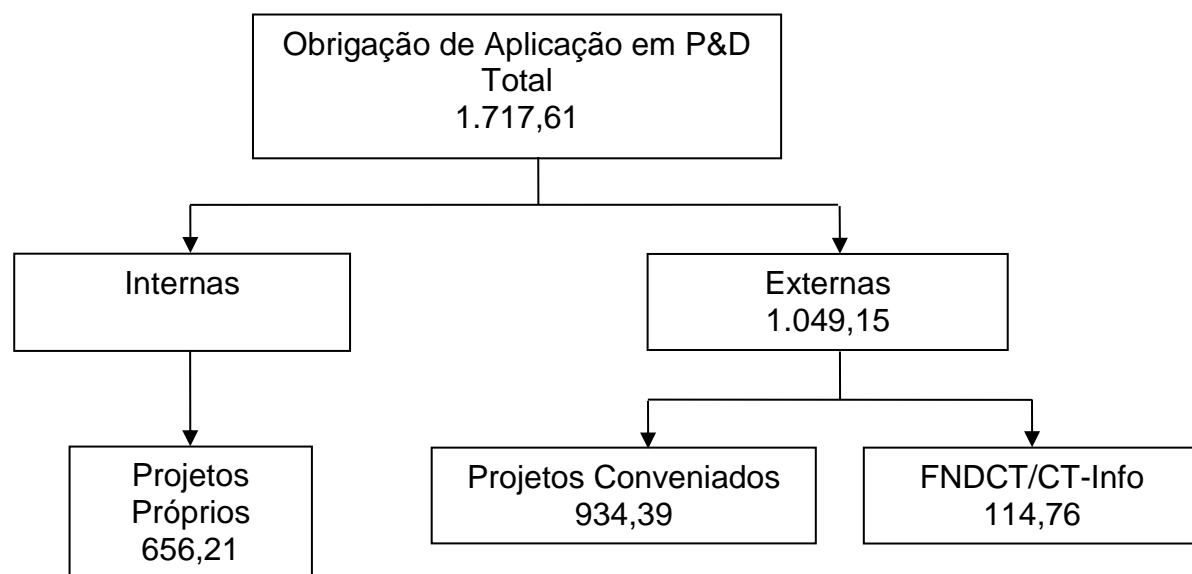 Obrigação de Aplicação em P&D
Total
1.717,61
Internas
Externas
1.049,15
Projetos
Próprios
656,21
Projetos Conveniados
934,39
FNDCT/CT-Info
114,76